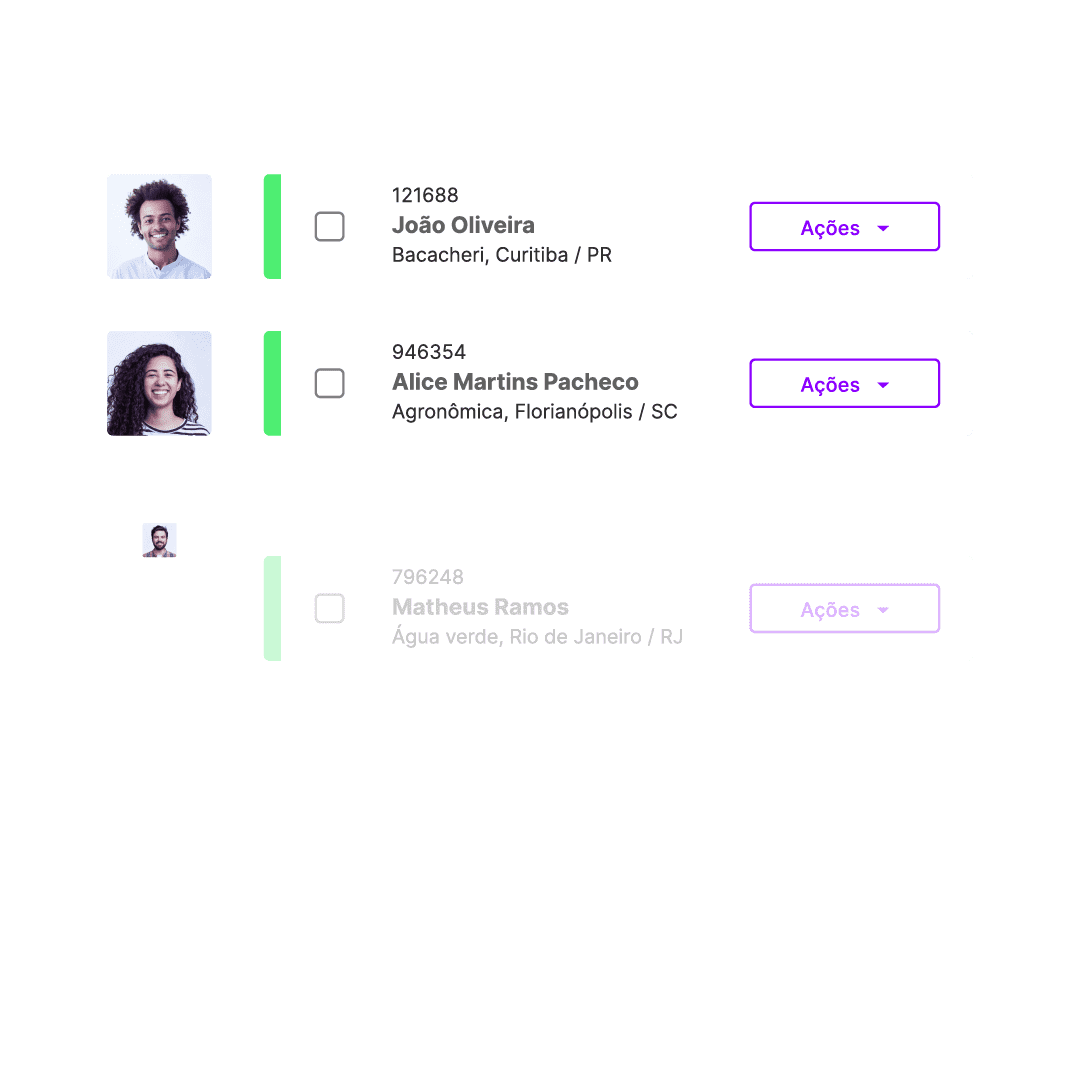 121688
João Oliveira
Bacacheri, Curitiba / PR
Ações
946354
Alice Martins Pacheco
Agronômica, Florianópolis / SC
Ações
796248
Matheus Ramos
Água verde, Rio de Janeiro / RJ
Ações